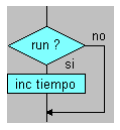 run ?
no
si
inc tiempo